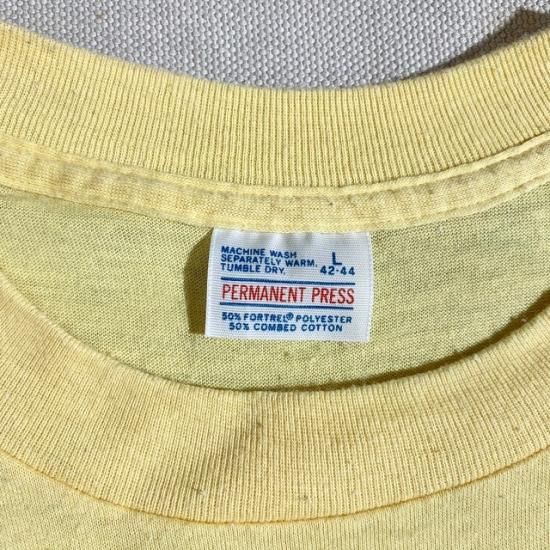 MACHINE WASH
SEPARATELY WARM.
TUMBLE DRY.
L
42-44
PERMANENT PRESS
50% FORTREL® POLYESTER
50% COMBED COTTON